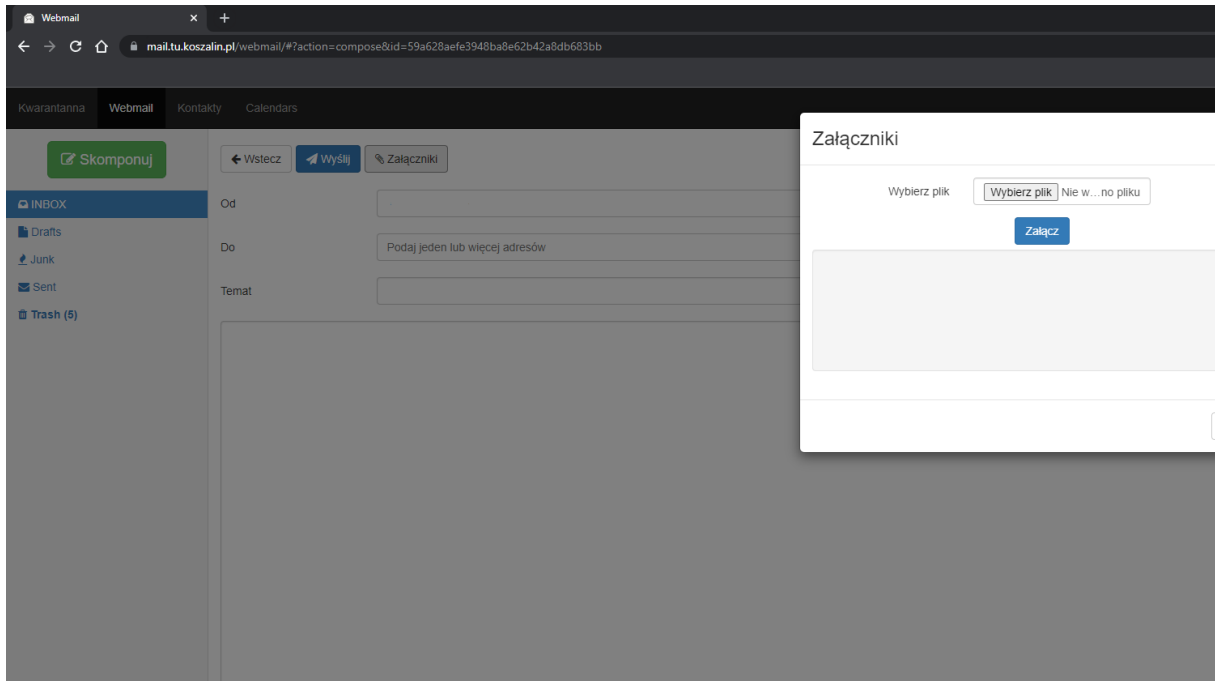 Webmail
mail.tu.koszalin.pl/webmail/#?action=compose&id=59a628aefe3948ba8e62b42a8db683bb
Kwarantanna Webmail Kontakty Calendars
Skomponuj
Wstecz Wyślij Załączniki
INBOX
Drafts
Junk
Sent
Trash (5)
Od
Do Podaj jeden lub więcej adresów
Temat
Załączniki
Wybierz plik Wybierz plik Nie w…no pliku
Załącz